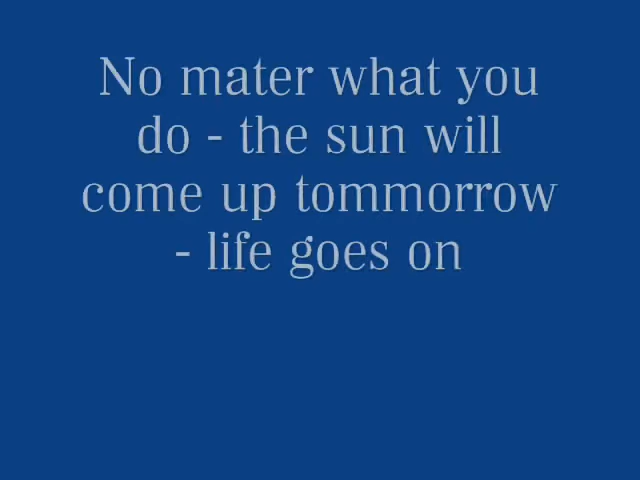 No mater what you
do - the sun will
come up tommorrow
- life goes on